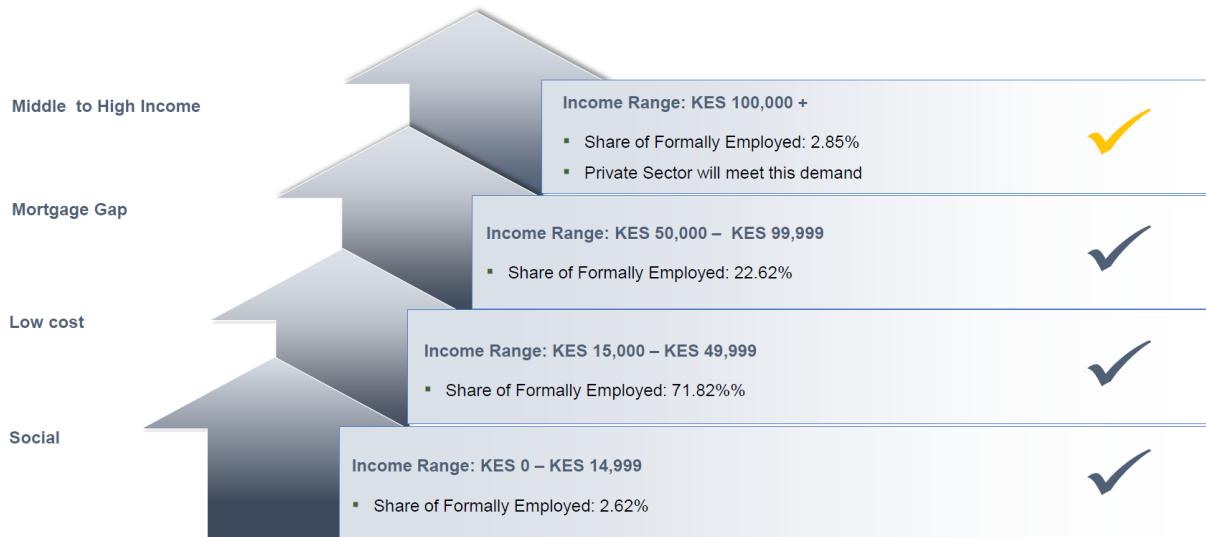 Middle to High Income
Income Range: KES 100,000 +
▪ Share of Formally Employed: 2.85%
▪ Private Sector will meet this demand
Mortgage Gap
Income Range: KES 50,000 – KES 99,999
▪ Share of Formally Employed: 22.62%
Low cost
Income Range: KES 15,000 – KES 49,999
▪ Share of Formally Employed: 71.82%%
Social
Income Range: KES 0 – KES 14,999
▪ Share of Formally Employed: 2.62%